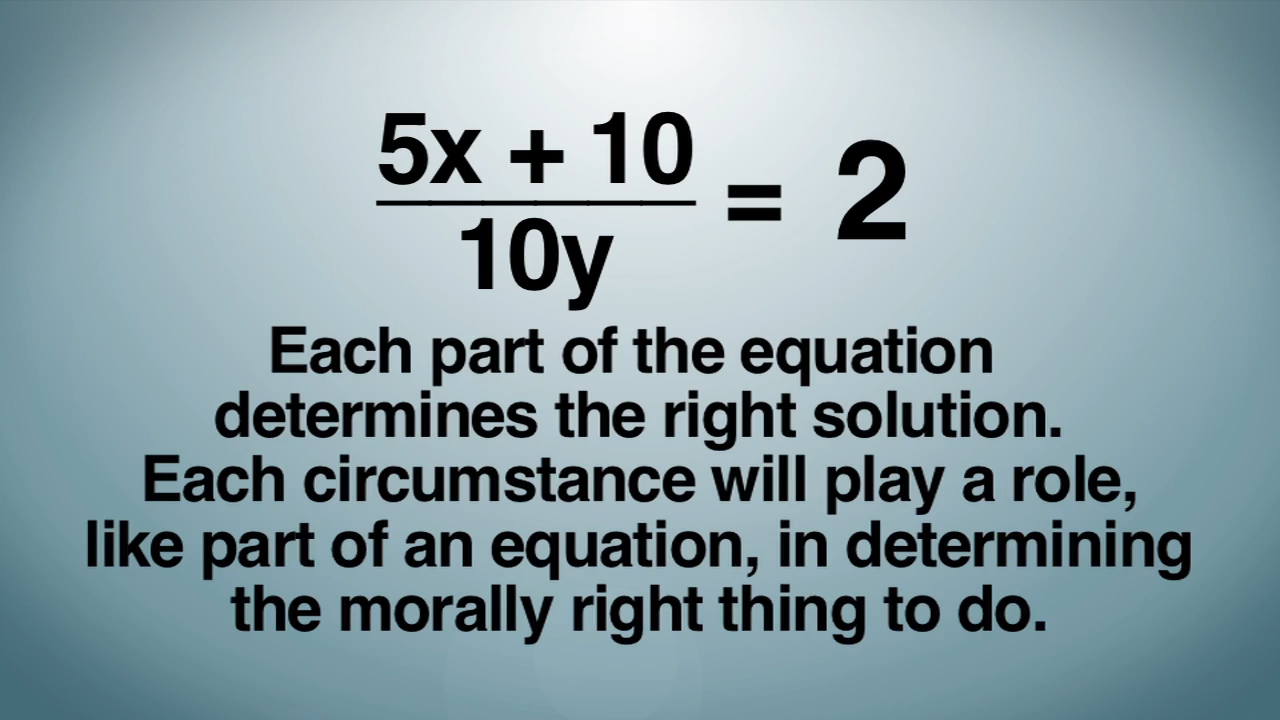 5x + 10
10y
= 2
Each part of the equation
determines the right solution.
Each circumstance will play a role,
like part of an equation, in determining
the morally right thing to do.